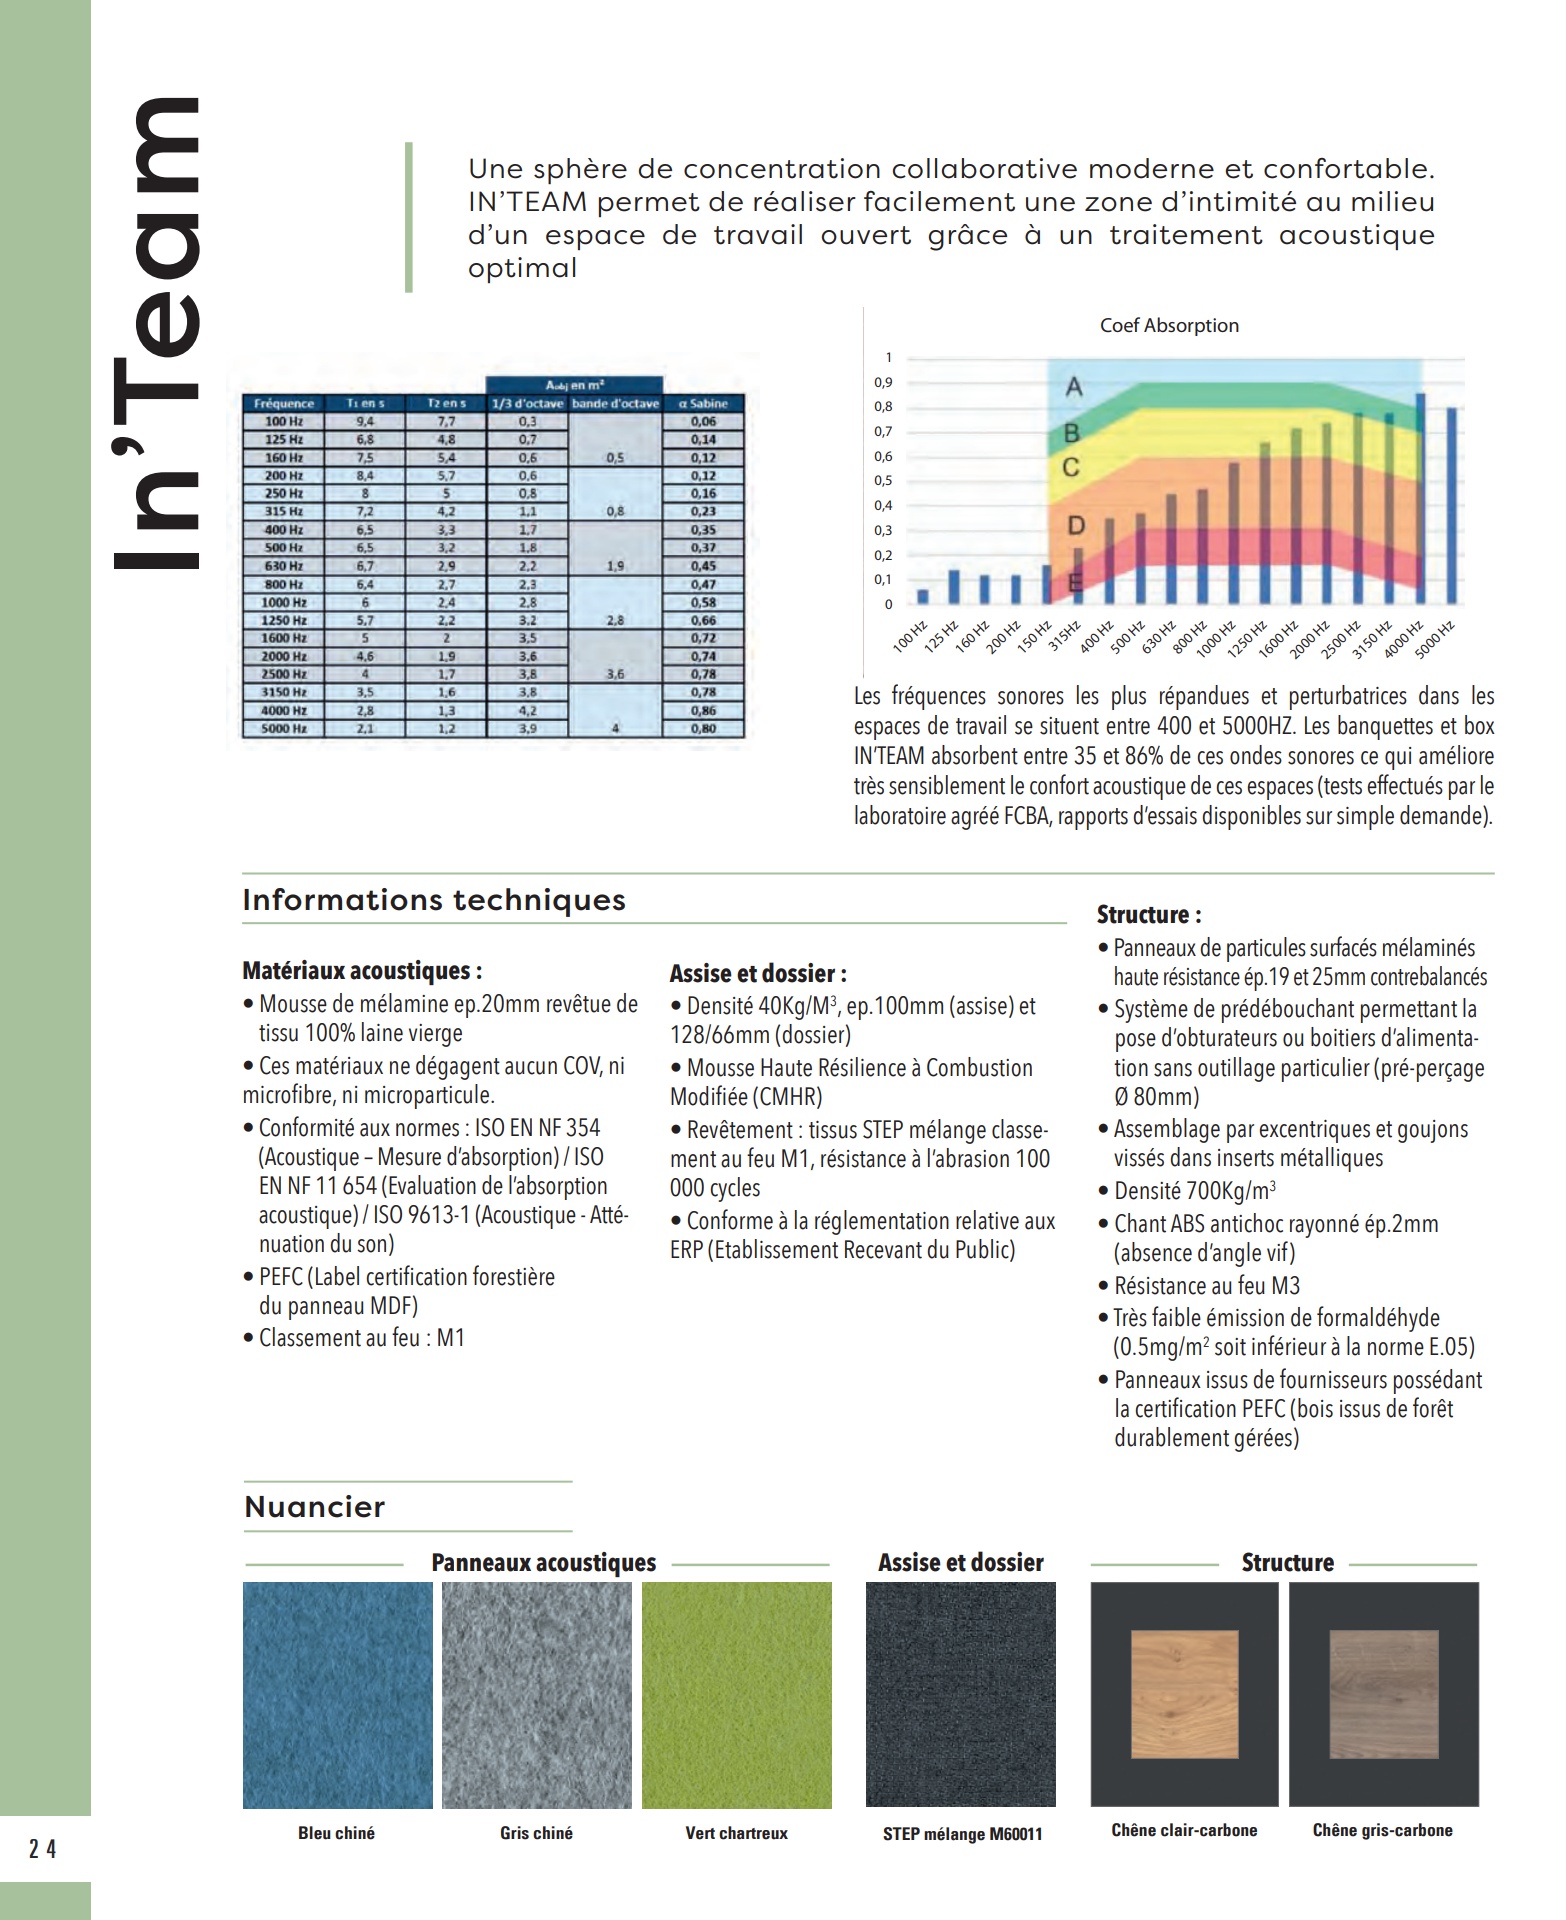 In'Team
Une sphère de concentration collaborative moderne et confortable.
IN'TEAM permet de réaliser facilement une zone d'intimité au milieu
d'un espace de travail ouvert grâce à un traitement acoustique
optimal
Aobj en m²
Fréquence T1 en s T2 en s 1/3 d'octave bande d'octave α Sabine
100 Hz 9,4 7,7 0,3 0,06
125 Hz 6,8 4,8 0,7 0,14
160 Hz 7,5 5,4 0,6 0,5 0,12
200 Hz 8,4 5,7 0,6 0,12
250 Hz 8 5 0,8 0,16
315 Hz 7,2 4,2 1,1 0,8 0,23
400 Hz 6,5 3,3 1,7 0,35
500 Hz 6,5 3,2 1,8 0,37
630 Hz 6,7 2,9 2,2 1,9 0,45
800 Hz 6,4 2,7 2,3 0,47
1000 Hz 6 2,4 2,8 0,58
1250 Hz 5,7 2,2 3,2 2,8 0,66
1600 Hz 5 2 3,5 0,72
2000 Hz 4,6 1,9 3,6 0,74
2500 Hz 4 1,7 3,8 3,6 0,78
3150 Hz 3,5 1,6 3,8 0,78
4000 Hz 2,8 1,3 4,2 0,86
5000 Hz 2,1 1,2 3,9 4 0,80
Coef Absorption
1
0,9
0,8
0,7
0,6
0,5
0,4
0,3
0,2
0,1
0
A
B
C
D
E
100 Hz 125 Hz 160 Hz 200 Hz 150 Hz 315Hz 400 Hz 500 Hz 630 Hz 800 Hz 1000 Hz 1250 Hz 1600 Hz 2000 Hz 2500 Hz 3150 Hz 4000 Hz 5000 Hz
Les fréquences sonores les plus répandues et perturbatrices dans les
espaces de travail se situent entre 400 et 5000HZ. Les banquettes et box
IN'TEAM absorbent entre 35 et 86% de ces ondes sonores ce qui améliore
très sensiblement le confort acoustique de ces espaces (tests effectués par le
laboratoire agréé FCBA, rapports d'essais disponibles sur simple demande).
Informations techniques
Matériaux acoustiques :
• Mousse de mélamine ep.20mm revêtue de
tissu 100% laine vierge
• Ces matériaux ne dégagent aucun COV, ni
microfibre, ni microparticule.
• Conformité aux normes : ISO EN NF 354
(Acoustique – Mesure d'absorption) / ISO
EN NF 11 654 (Evaluation de l'absorption
acoustique) / ISO 9613-1 (Acoustique - Atté-
nuation du son)
• PEFC (Label certification forestière
du panneau MDF)
• Classement au feu : M1
Assise et dossier :
• Densité 40Kg/M³, ep.100mm (assise) et
128/66mm (dossier)
• Mousse Haute Résilience à Combustion
Modifiée (CMHR)
• Revêtement : tissus STEP mélange classe-
ment au feu M1, résistance à l'abrasion 100
000 cycles
• Conforme à la réglementation relative aux
ERP (Etablissement Recevant du Public)
Structure :
• Panneaux de particules surfacés mélaminés
haute résistance ép.19 et 25mm contrebalancés
• Système de prédébouchant permettant la
pose d'obturateurs ou boitiers d'alimenta-
tion sans outillage particulier (pré-perçage
Ø 80mm)
• Assemblage par excentriques et goujons
vissés dans inserts métalliques
• Densité 700Kg/m³
• Chant ABS antichoc rayonné ép.2mm
(absence d'angle vif)
• Résistance au feu M3
• Très faible émission de formaldéhyde
(0.5mg/m² soit inférieur à la norme E.05)
• Panneaux issus de fournisseurs possédant
la certification PEFC (bois issus de forêt
durablement gérées)
Nuancier
Panneaux acoustiques
Assise et dossier
Structure
Bleu chiné
Gris chiné
Vert chartreux
STEP mélange M60011
Chêne clair-carbone
Chêne gris-carbone
24